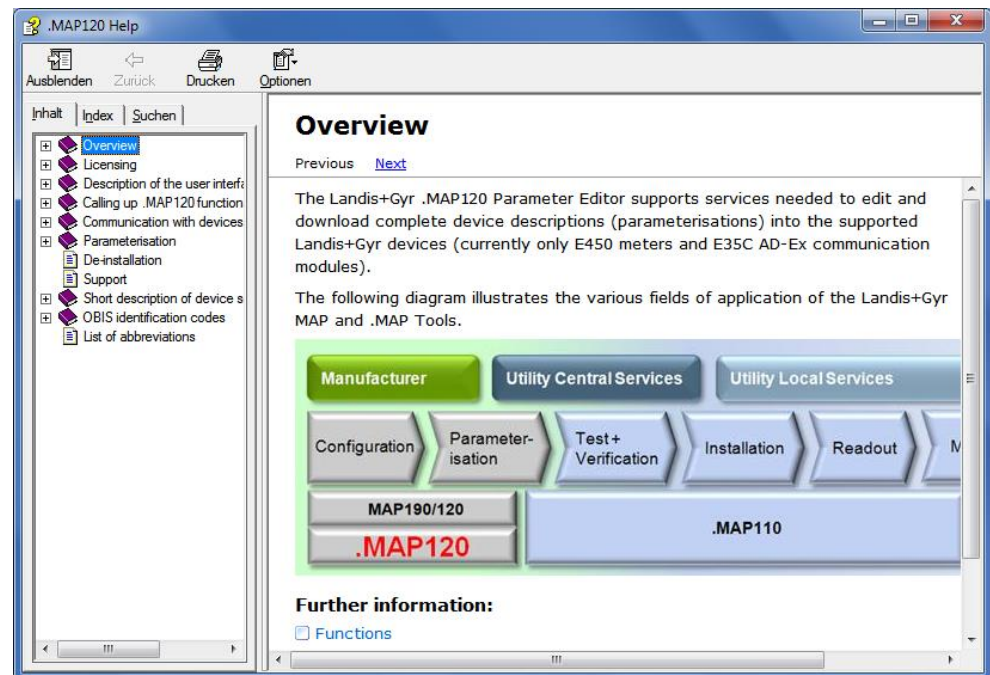 .MAP120 Help
Ausblenden Zurück Drucken Optionen
Inhalt Index Suchen
Overview
Licensing
Description of the user interfa
Calling up .MAP120 function
Communication with devices
Parameterisation
De-installation
Support
Short description of device s
OBIS identification codes
List of abbreviations
Overview
Previous Next
The Landis+Gyr .MAP120 Parameter Editor supports services needed to edit and
download complete device descriptions (parameterisations) into the supported
Landis+Gyr devices (currently only E450 meters and E35C AD-Ex communication
modules).
The following diagram illustrates the various fields of application of the Landis+Gyr
MAP and .MAP Tools.
Manufacturer Utility Central Services Utility Local Services
Configuration Parameter- Test+ Installation Readout M
isation Verification
MAP190/120
.MAP120 .MAP110
Further information:
Functions